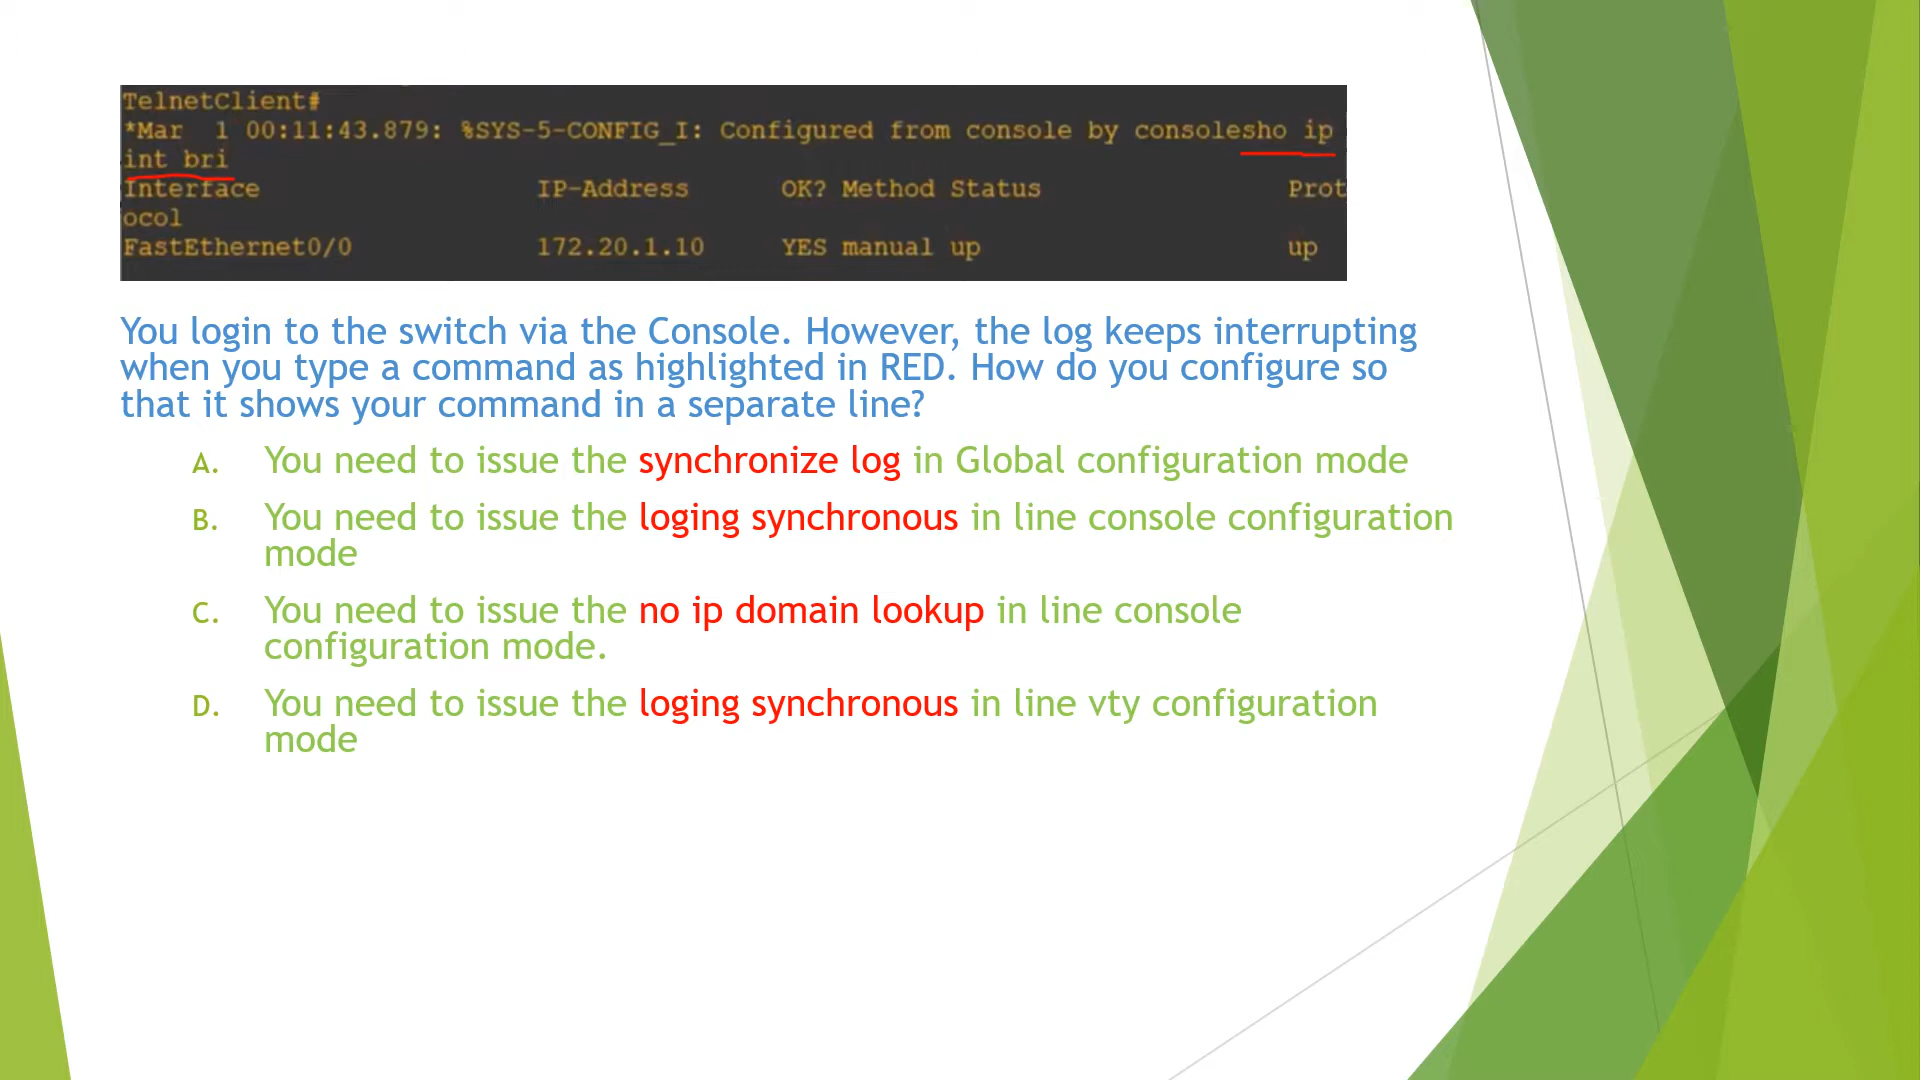 TelnetClient#
*Mar  1 00:11:43.879: %SYS-5-CONFIG_I: Configured from console by consolesho ip
int bri
Interface IP-Address OK? Method Status Prot
ocol
FastEthernet0/0 172.20.1.10 YES manual up up
You login to the switch via the Console. However, the log keeps interrupting
when you type a command as highlighted in RED. How do you configure so
that it shows your command in a separate line?
A. You need to issue the synchronize log in Global configuration mode
B. You need to issue the loging synchronous in line console configuration
mode
C. You need to issue the no ip domain lookup in line console
configuration mode.
D. You need to issue the loging synchronous in line vty configuration
mode